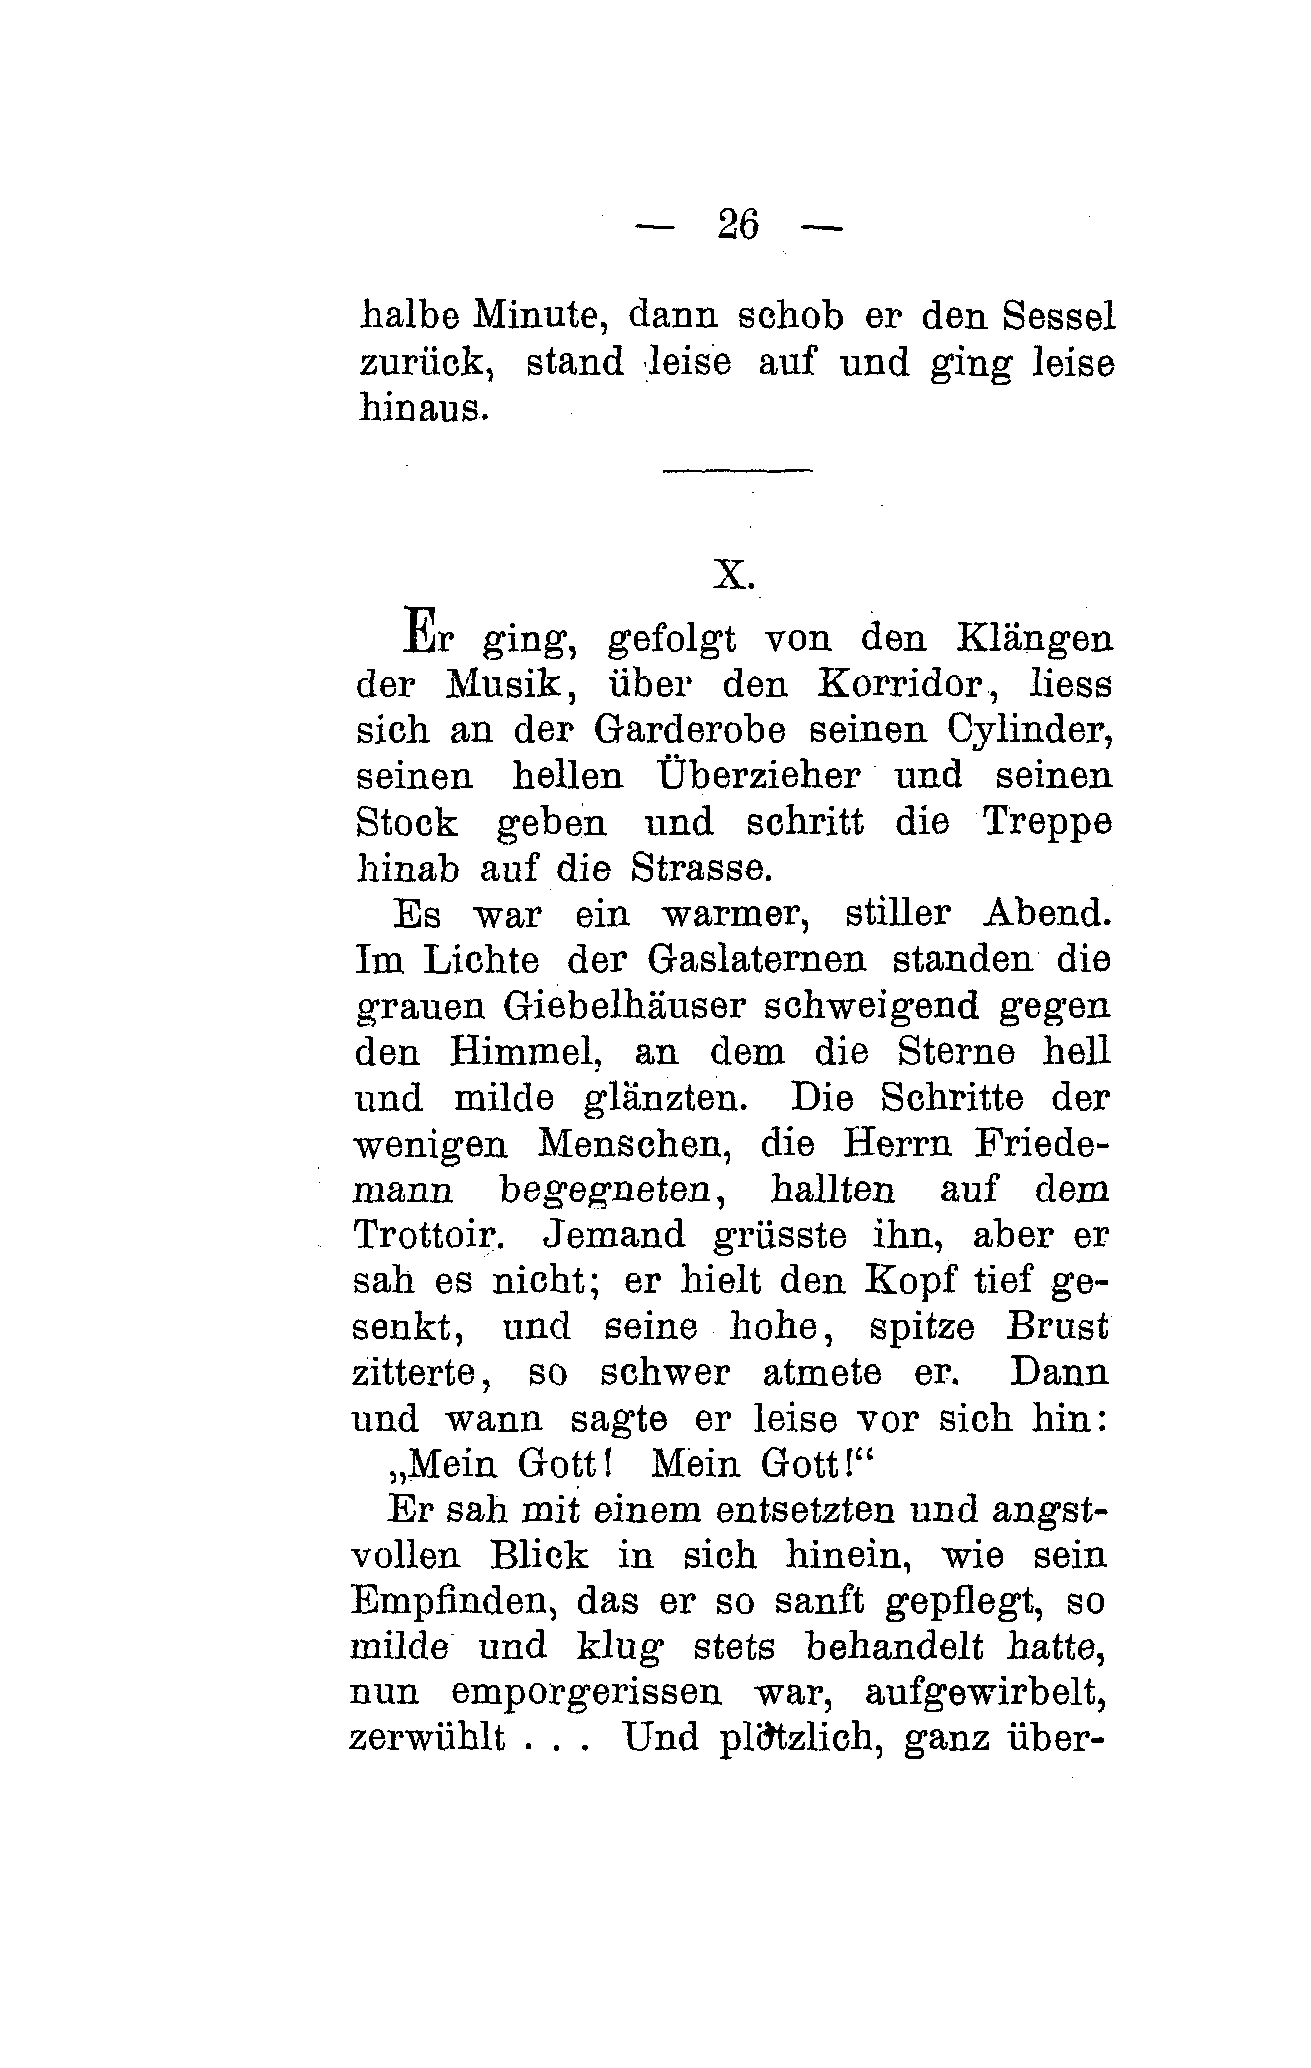 — 26 —
halbe Minute, dann schob er den Sessel
zurück, stand leise auf und ging leise
hinaus.
X.
Er ging, gefolgt von den Klängen
der Musik, über den Korridor, liess
sich an der Garderobe seinen Cylinder,
seinen hellen Überzieher und seinen
Stock geben und schritt die Treppe
hinab auf die Strasse.
Es war ein warmer, stiller Abend.
Im Lichte der Gaslaternen standen die
grauen Giebelhäuser schweigend gegen
den Himmel, an dem die Sterne hell
und milde glänzten. Die Schritte der
wenigen Menschen, die Herrn Friede-
mann begegneten, hallten auf dem
Trottoir. Jemand grüsste ihn, aber er
sah es nicht; er hielt den Kopf tief ge-
senkt, und seine hohe, spitze Brust
zitterte, so schwer atmete er. Dann
und wann sagte er leise vor sich hin:
„Mein Gott! Mein Gott!“
Er sah mit einem entsetzten und angst-
vollen Blick in sich hinein, wie sein
Empfinden, das er so sanft gepflegt, so
milde und klug stets behandelt hatte,
nun emporgerissen war, aufgewirbelt,
zerwühlt . . . Und plötzlich, ganz über-